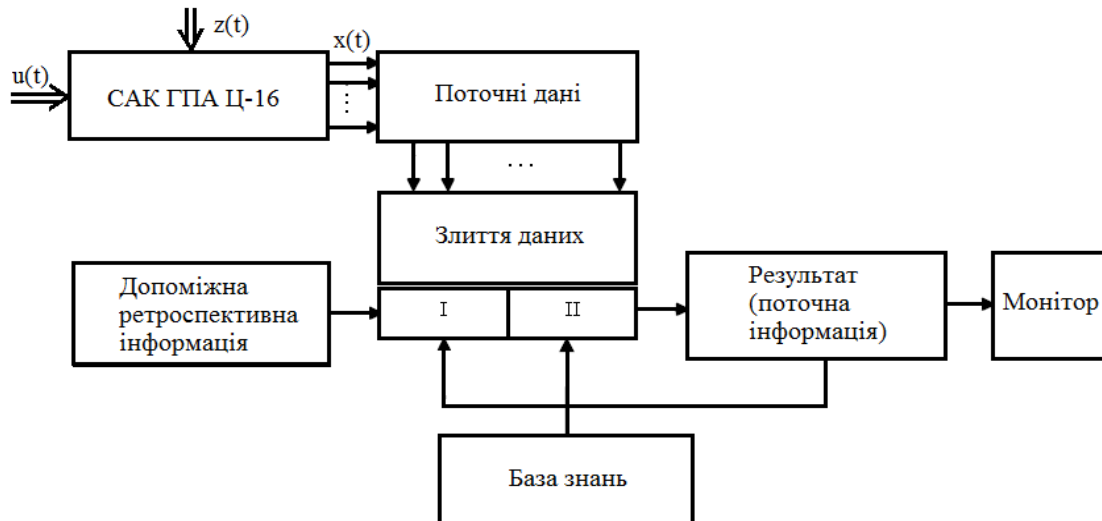 z(t)
x(t)
u(t)
САК ГПА Ц-16
Поточні дані
...
...
Злиття даних
Допоміжна
ретроспективна
інформація
I
II
Результат
(поточна
інформація)
Монітор
База знань